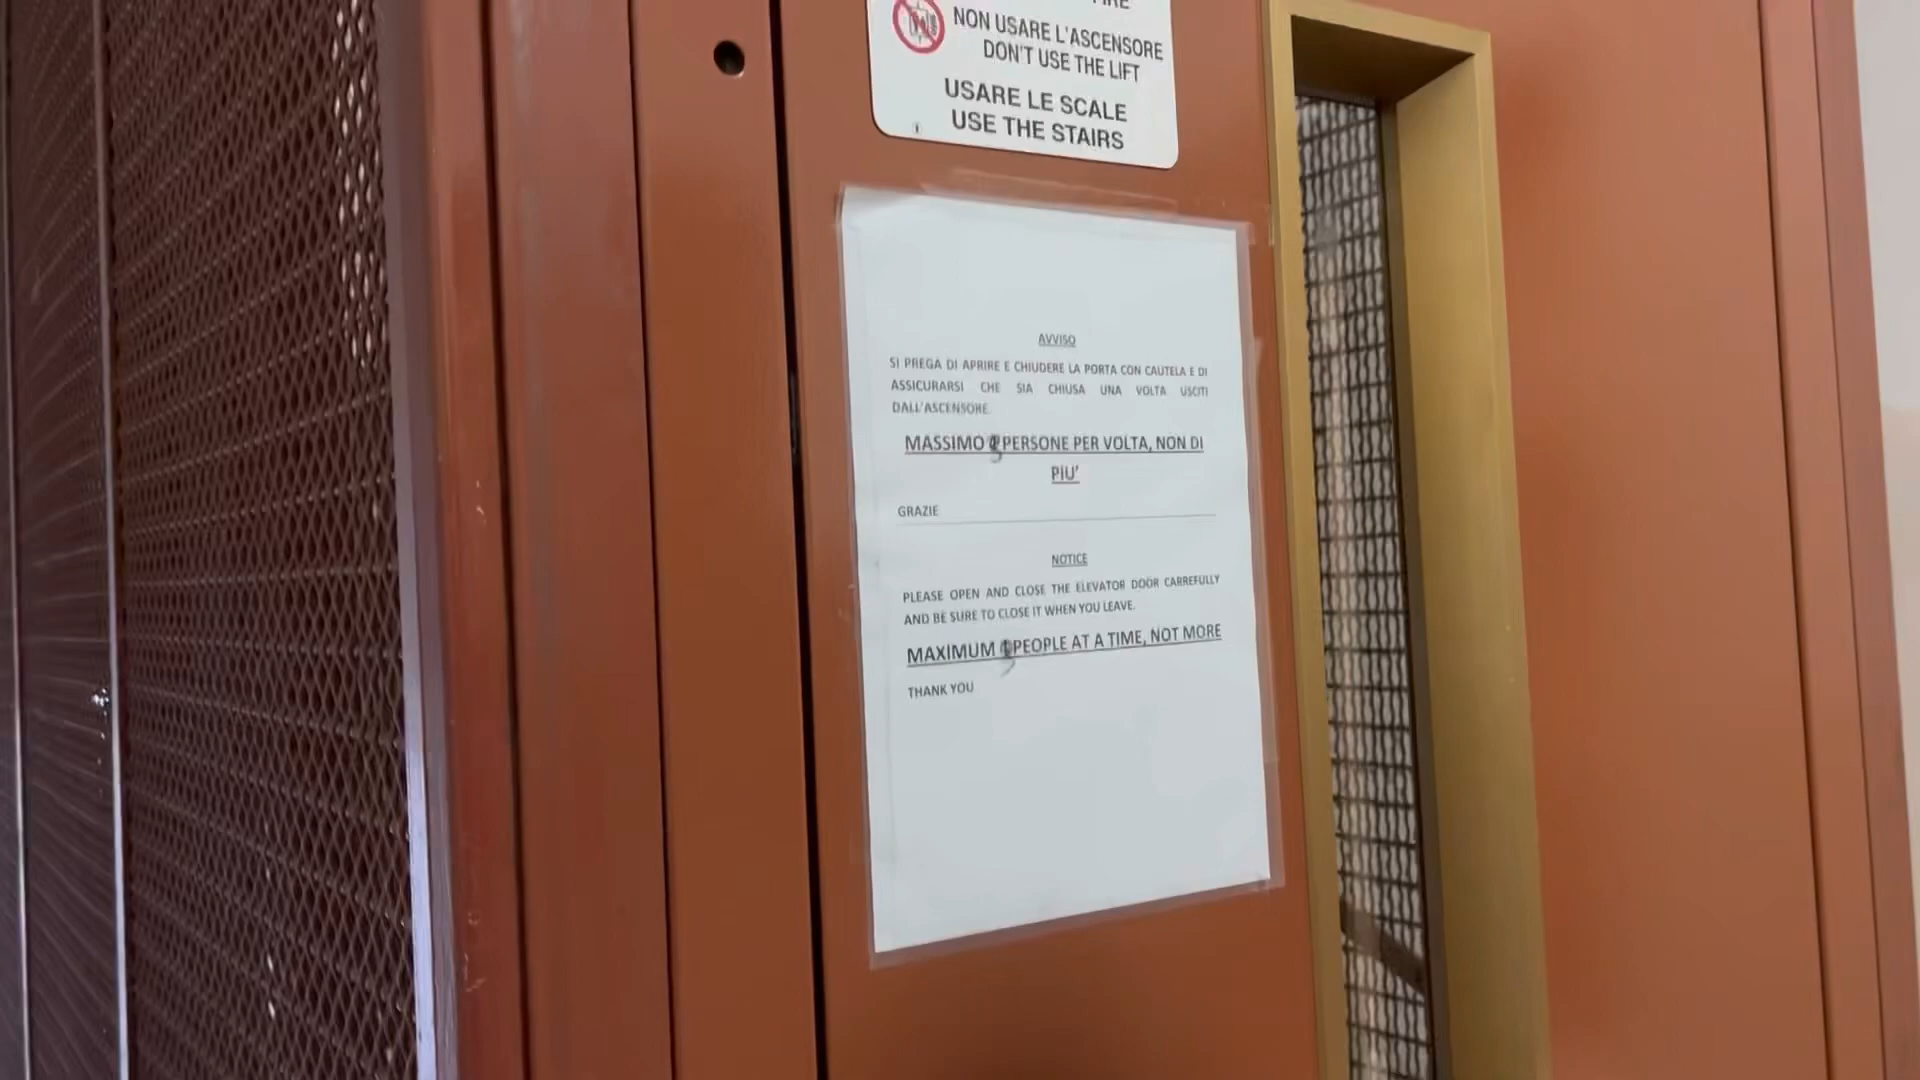 NON USARE L'ASCENSORE
DON'T USE THE LIFT
USARE LE SCALE
USE THE STAIRS
AVVISO
SI PREGA DI APRIRE E CHIUDERE LA PORTA CON CAUTELA E DI
ASSICURARSI CHE SIA CHIUSA UNA VOLTA USCITI
DALL'ASCENSORE.
MASSIMO 3 PERSONE PER VOLTA, NON DI
PIU'
GRAZIE
NOTICE
PLEASE OPEN AND CLOSE THE ELEVATOR DOOR CARREFULLY
AND BE SURE TO CLOSE IT WHEN YOU LEAVE.
MAXIMUM 3 PEOPLE AT A TIME, NOT MORE
THANK YOU